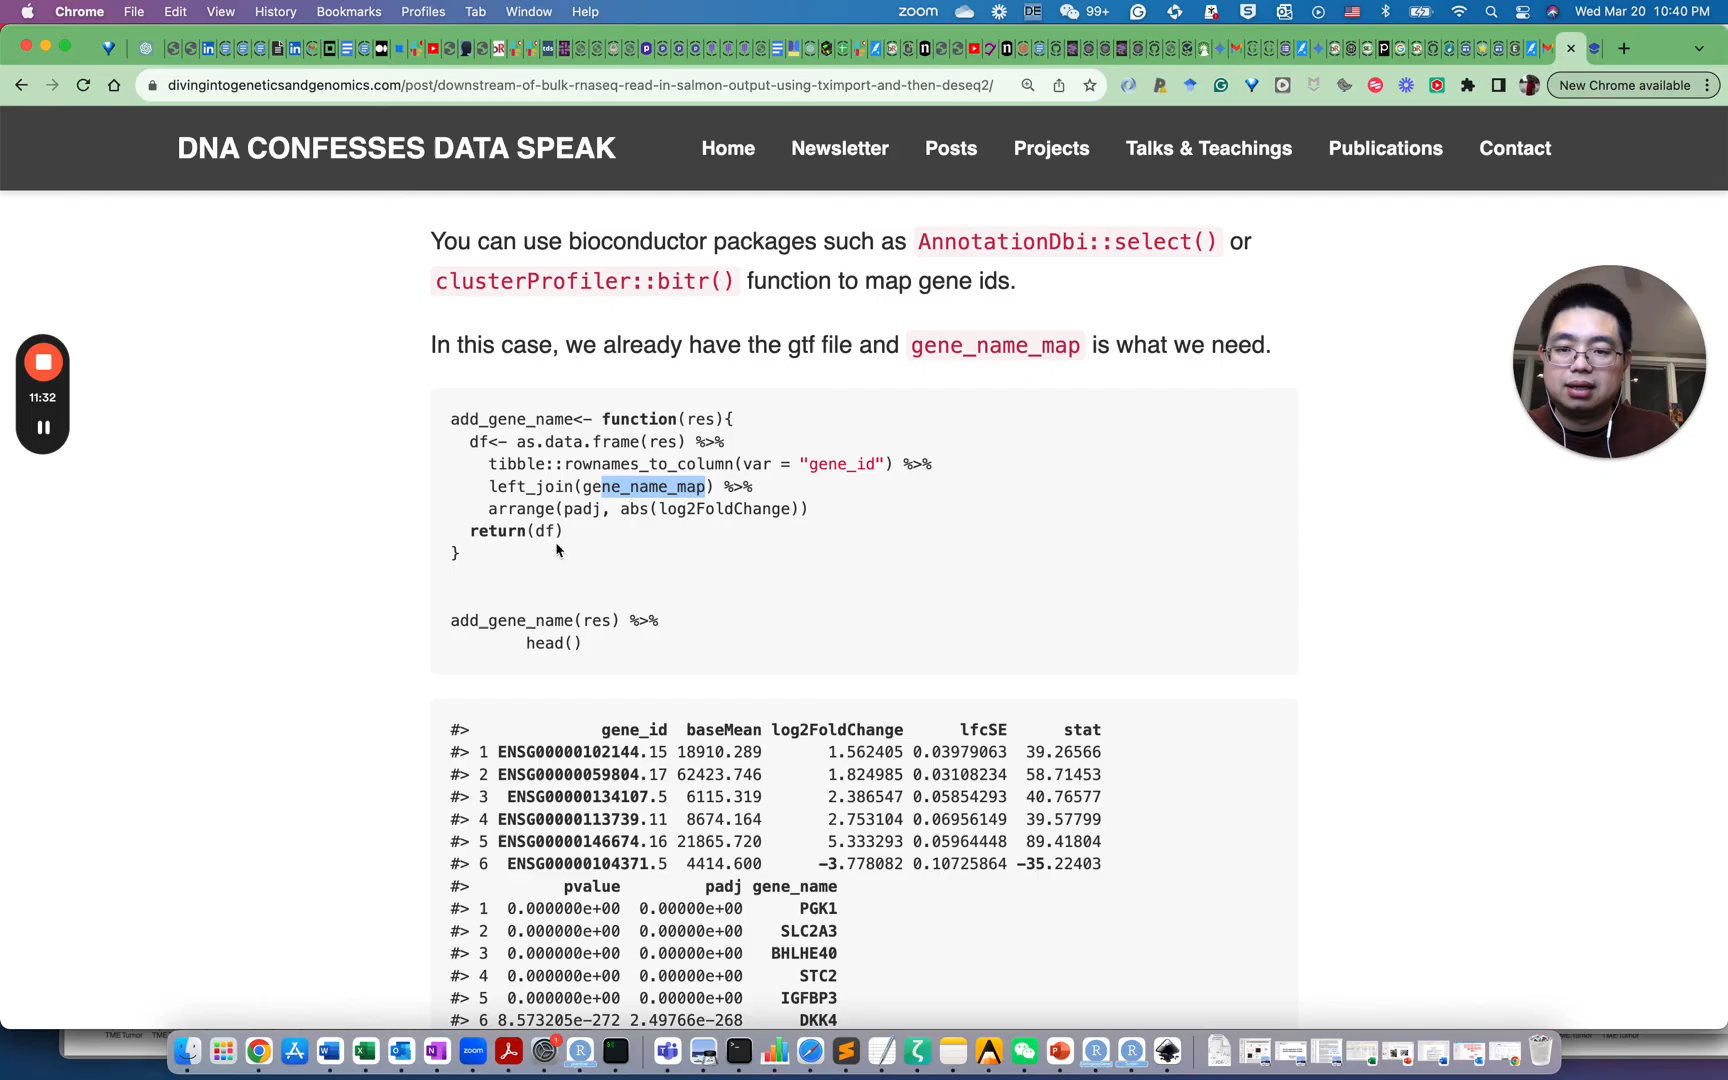 Chrome File Edit View History Bookmarks Profiles Tab Window Help zoom 99+ Wed Mar 20 10:40 PM
divingintogeneticsandgenomics.com/post/downstream-of-bulk-rnaseq-read-in-salmon-output-using-tximport-and-then-deseq2/ New Chrome available
DNA CONFESSES DATA SPEAK Home Newsletter Posts Projects Talks & Teachings Publications Contact
You can use bioconductor packages such as AnnotationDbi::select() or
clusterProfiler::bitr() function to map gene ids.
In this case, we already have the gtf file and gene_name_map is what we need.
11:32
add_gene_name<- function(res){
df<- as.data.frame(res) %>%
tibble::rownames_to_column(var = "gene_id") %>%
left_join(gene_name_map) %>%
arrange(padj, abs(log2FoldChange))
return(df)
}
add_gene_name(res) %>%
head()
#> gene_id baseMean log2FoldChange lfcSE stat
#> 1 ENSG00000102144.15 18910.289 1.562405 0.03979063 39.26566
#> 2 ENSG00000059804.17 62423.746 1.824985 0.03108234 58.71453
#> 3 ENSG00000134107.5 6115.319 2.386547 0.05854293 40.76577
#> 4 ENSG00000113739.11 8674.164 2.753104 0.06956149 39.57799
#> 5 ENSG00000146674.16 21865.720 5.333293 0.05964448 89.41804
#> 6 ENSG00000104371.5 4414.600 -3.778082 0.10725864 -35.22403
#> pvalue padj gene_name
#> 1 0.000000e+00 0.00000e+00 PGK1
#> 2 0.000000e+00 0.00000e+00 SLC2A3
#> 3 0.000000e+00 0.00000e+00 BHLHE40
#> 4 0.000000e+00 0.00000e+00 STC2
#> 5 0.000000e+00 0.00000e+00 IGFBP3
#> 6 8.573205e-272 2.49766e-268 DKK4